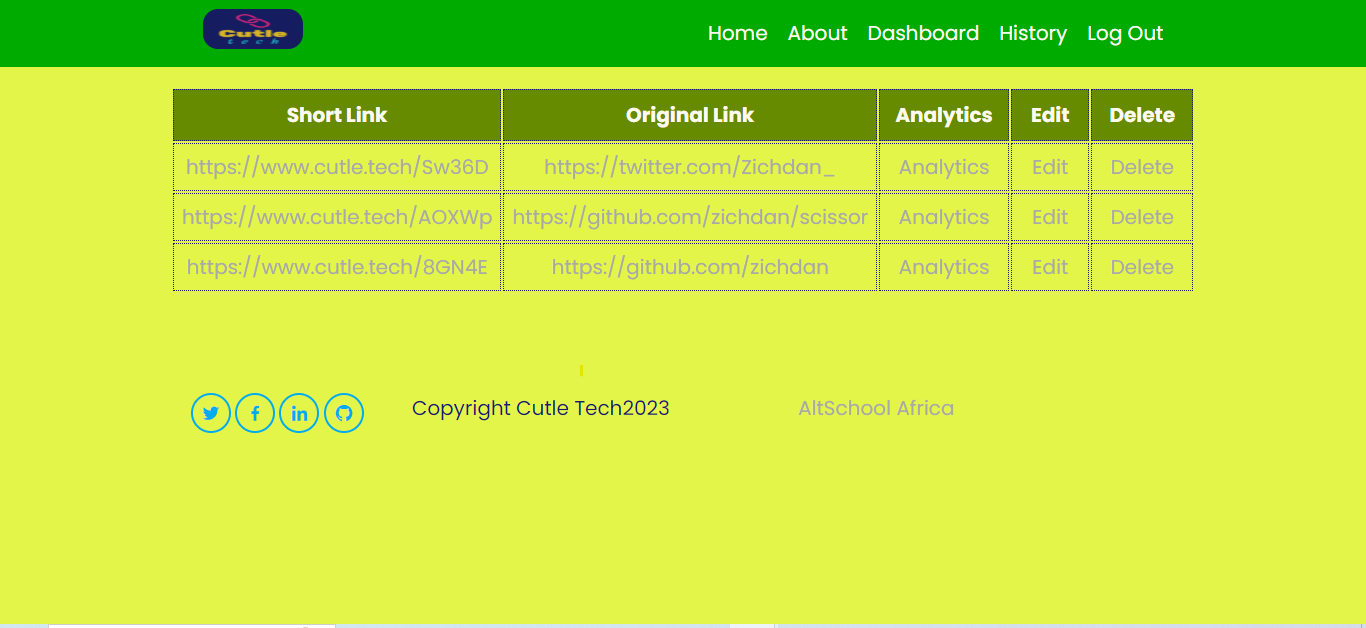 Cutle
tech
Home About Dashboard History Log Out
Short Link Original Link Analytics Edit Delete
https://www.cutle.tech/Sw36D https://twitter.com/Zichdan_ Analytics Edit Delete
https://www.cutle.tech/AOXWp https://github.com/zichdan/scissor Analytics Edit Delete
https://www.cutle.tech/8GN4E https://github.com/zichdan Analytics Edit Delete
Copyright Cutle Tech2023 AltSchool Africa